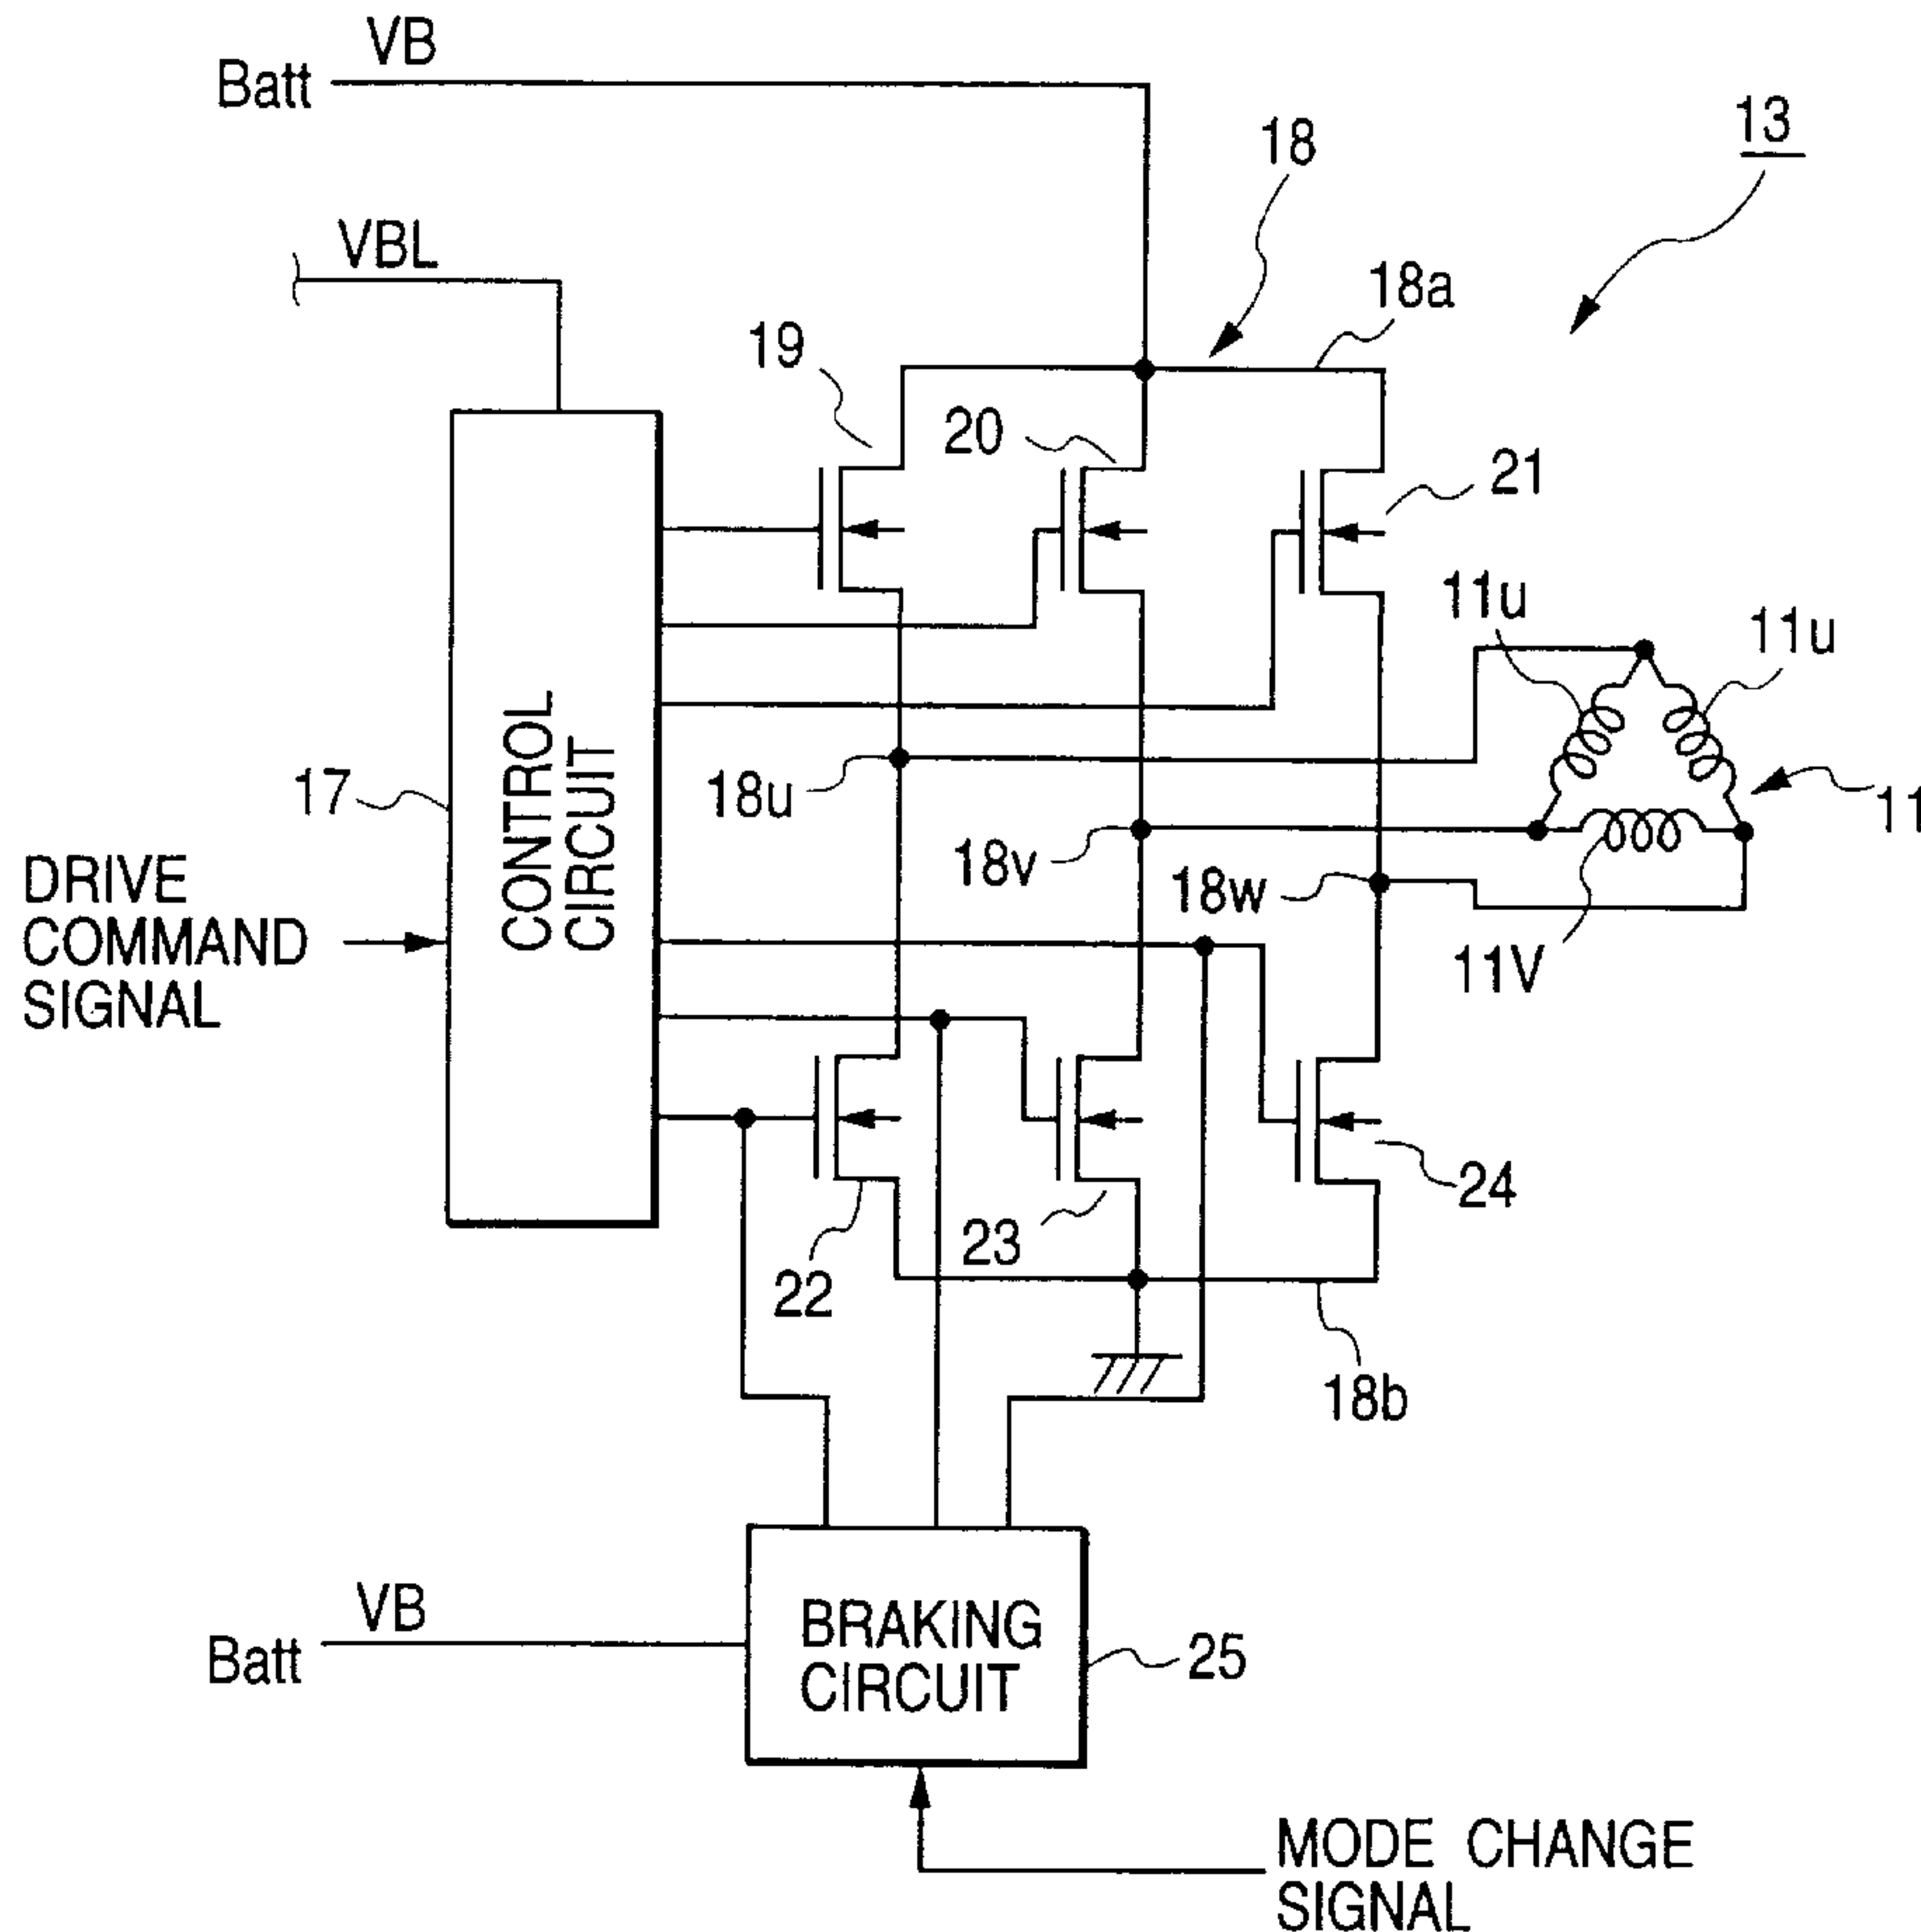 VB
Batt
18
13
VBL
18a
19
20
21
11u
11u
17
CONTROL
CIRCUIT
18u
11
18v
18w
DRIVE
COMMAND
SIGNAL
11V
24
23
22
18b
VB
Batt
BRAKING
CIRCUIT
25
MODE CHANGE
SIGNAL